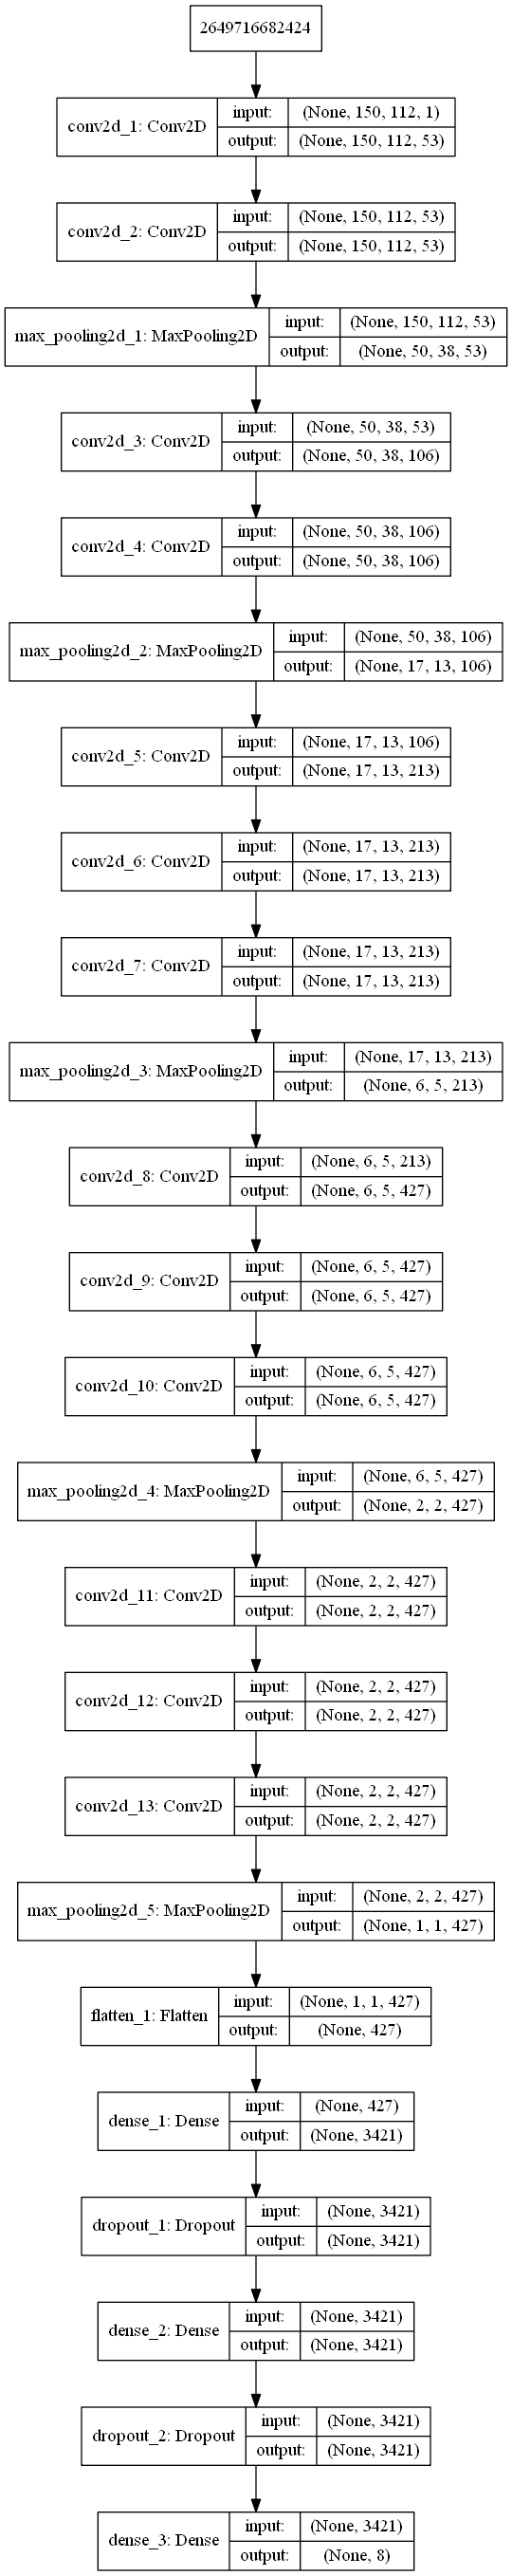 2649716682424
conv2d_1: Conv2D
input: (None, 150, 112, 1)
output: (None, 150, 112, 53)
conv2d_2: Conv2D
input: (None, 150, 112, 53)
output: (None, 150, 112, 53)
max_pooling2d_1: MaxPooling2D
input: (None, 150, 112, 53)
output: (None, 50, 38, 53)
conv2d_3: Conv2D
input: (None, 50, 38, 53)
output: (None, 50, 38, 106)
conv2d_4: Conv2D
input: (None, 50, 38, 106)
output: (None, 50, 38, 106)
max_pooling2d_2: MaxPooling2D
input: (None, 50, 38, 106)
output: (None, 17, 13, 106)
conv2d_5: Conv2D
input: (None, 17, 13, 106)
output: (None, 17, 13, 213)
conv2d_6: Conv2D
input: (None, 17, 13, 213)
output: (None, 17, 13, 213)
conv2d_7: Conv2D
input: (None, 17, 13, 213)
output: (None, 17, 13, 213)
max_pooling2d_3: MaxPooling2D
input: (None, 17, 13, 213)
output: (None, 6, 5, 213)
conv2d_8: Conv2D
input: (None, 6, 5, 213)
output: (None, 6, 5, 427)
conv2d_9: Conv2D
input: (None, 6, 5, 427)
output: (None, 6, 5, 427)
conv2d_10: Conv2D
input: (None, 6, 5, 427)
output: (None, 6, 5, 427)
max_pooling2d_4: MaxPooling2D
input: (None, 6, 5, 427)
output: (None, 2, 2, 427)
conv2d_11: Conv2D
input: (None, 2, 2, 427)
output: (None, 2, 2, 427)
conv2d_12: Conv2D
input: (None, 2, 2, 427)
output: (None, 2, 2, 427)
conv2d_13: Conv2D
input: (None, 2, 2, 427)
output: (None, 2, 2, 427)
max_pooling2d_5: MaxPooling2D
input: (None, 2, 2, 427)
output: (None, 1, 1, 427)
flatten_1: Flatten
input: (None, 1, 1, 427)
output: (None, 427)
dense_1: Dense
input: (None, 427)
output: (None, 3421)
dropout_1: Dropout
input: (None, 3421)
output: (None, 3421)
dense_2: Dense
input: (None, 3421)
output: (None, 3421)
dropout_2: Dropout
input: (None, 3421)
output: (None, 3421)
dense_3: Dense
input: (None, 3421)
output: (None, 8)